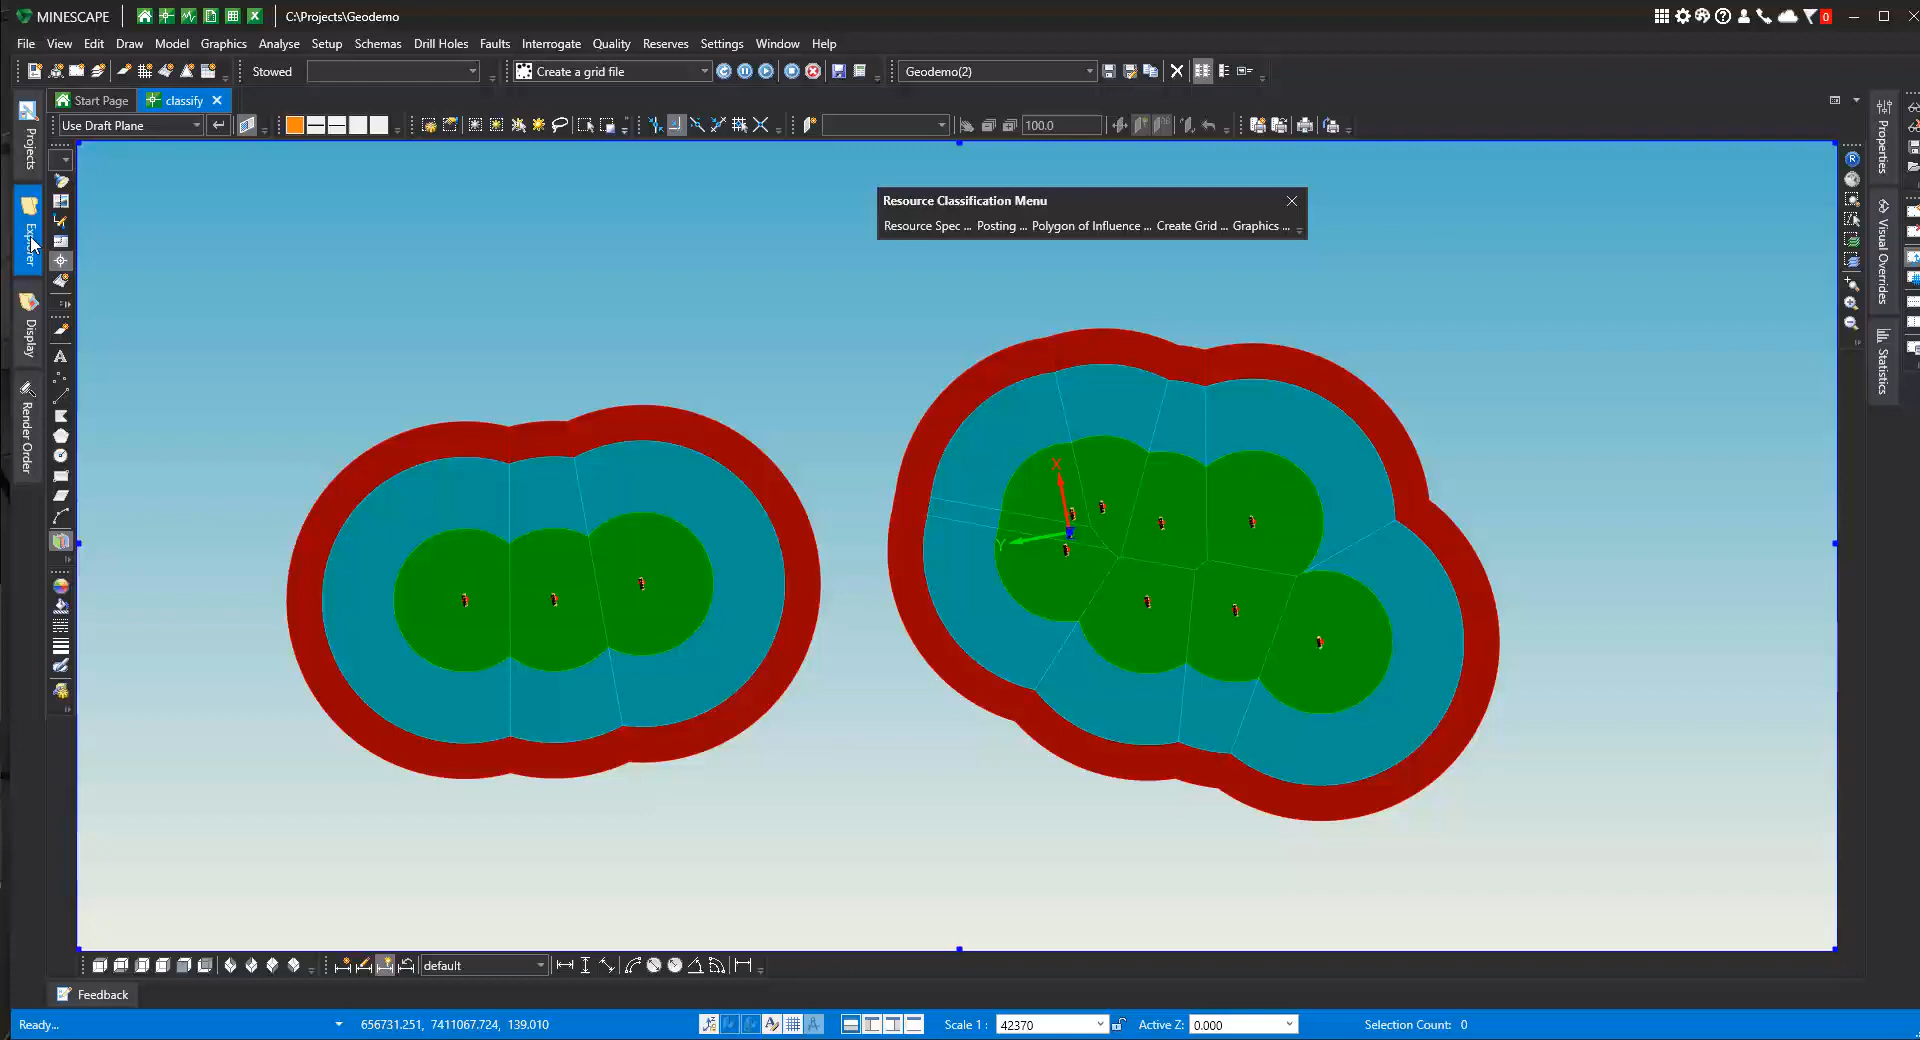 MINESCAPE C:\Projects\Geodemo 0
File View Edit Draw Model Graphics Analyse Setup Schemas Drill Holes Faults Interrogate Quality Reserves Settings Window Help
Stowed Create a grid file Geodemo(2)
Start Page classify
Use Draft Plane 100.0
Projects
Explorer
Display
Render Order
Resource Classification Menu
Resource Spec ... Posting ... Polygon of Influence ... Create Grid ... Graphics ...
X
Y
Properties
Visual Overrides
Statistics
default
Feedback
Ready... 656731.251, 7411067.724, 139.010 Scale 1 : 42370 Active Z: 0.000 Selection Count: 0